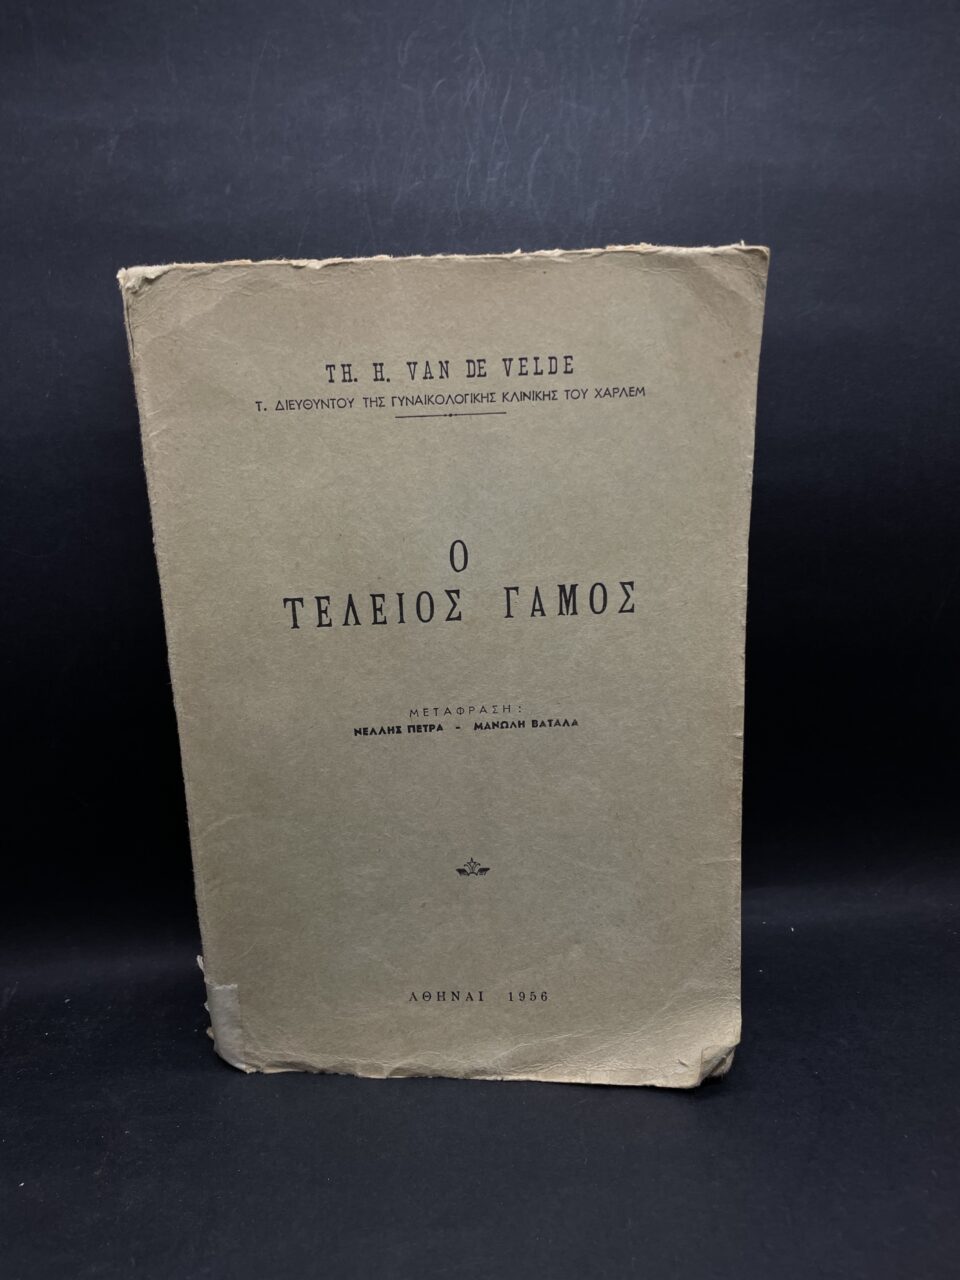 TH. H. VAN DE VELDE
Τ. ΔΙΕΥΘΥΝΤΟΥ ΤΗΣ ΓΥΝΑΙΚΟΛΟΓΙΚΗΣ ΚΛΙΝΙΚΗΣ ΤΟΥ ΧΑΡΛΕΜ
Ο
ΤΕΛΕΙΟΣ ΓΑΜΟΣ
ΜΕΤΑΦΡΑΣΗ :
ΝΕΛΛΗΣ ΠΕΤΡΑ - ΜΑΝΩΛΗ ΒΑΤΑΛΑ
ΑΘΗΝΑΙ 1956